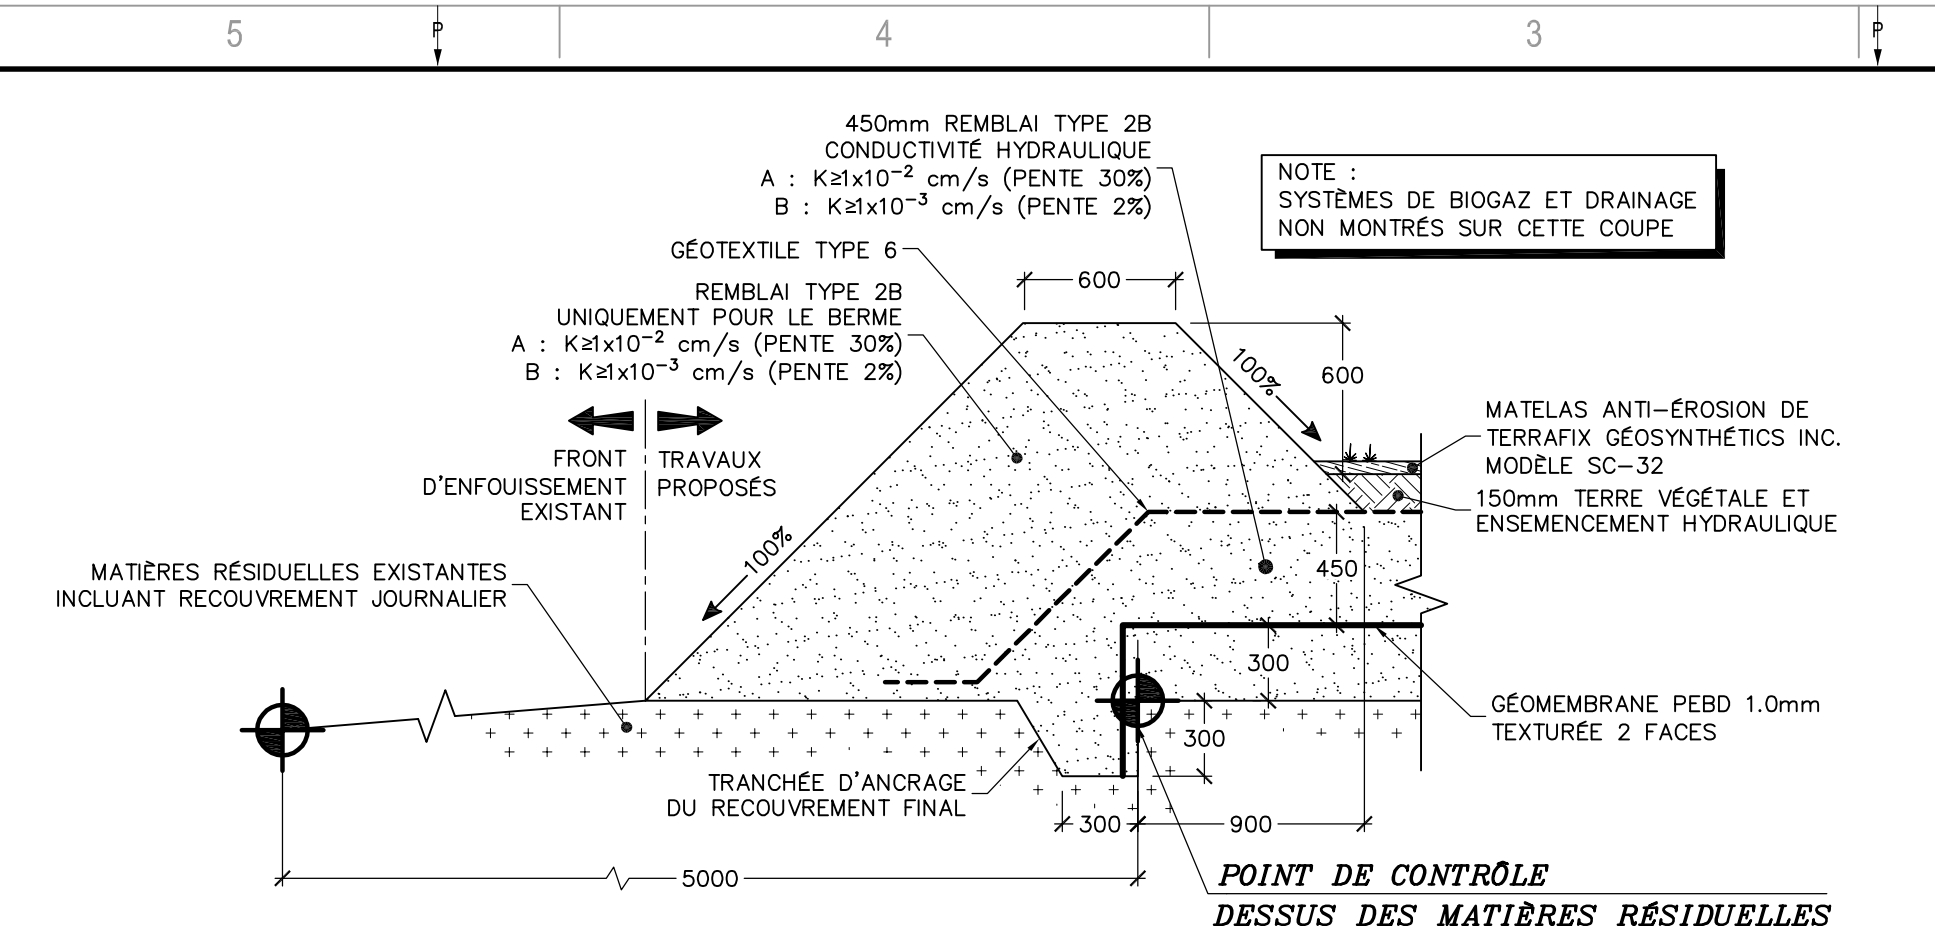 5
P
4
3
P
450mm REMBLAI TYPE 2B
CONDUCTIVITÉ HYDRAULIQUE
A : K≥1x10⁻² cm/s (PENTE 30%)
B : K≥1x10⁻³ cm/s (PENTE 2%)
NOTE :
SYSTÈMES DE BIOGAZ ET DRAINAGE
NON MONTRÉS SUR CETTE COUPE
GÉOTEXTILE TYPE 6
600
REMBLAI TYPE 2B
UNIQUEMENT POUR LE BERME
A : K≥1x10⁻² cm/s (PENTE 30%)
B : K≥1x10⁻³ cm/s (PENTE 2%)
100%
600
MATELAS ANTI-ÉROSION DE
TERRAFIX GÉOSYNTHÉTICS INC.
MODÈLE SC-32
FRONT
D'ENFOUISSEMENT
EXISTANT
TRAVAUX
PROPOSÉS
150mm TERRE VÉGÉTALE ET
ENSEMENCEMENT HYDRAULIQUE
100%
450
MATIÈRES RÉSIDUELLES EXISTANTES
INCLUANT RECOUVREMENT JOURNALIER
300
GÉOMEMBRANE PEBD 1.0mm
TEXTURÉE 2 FACES
300
TRANCHÉE D'ANCRAGE
DU RECOUVREMENT FINAL
300
900
5000
POINT DE CONTRÔLE
DESSUS DES MATIÈRES RÉSIDUELLES